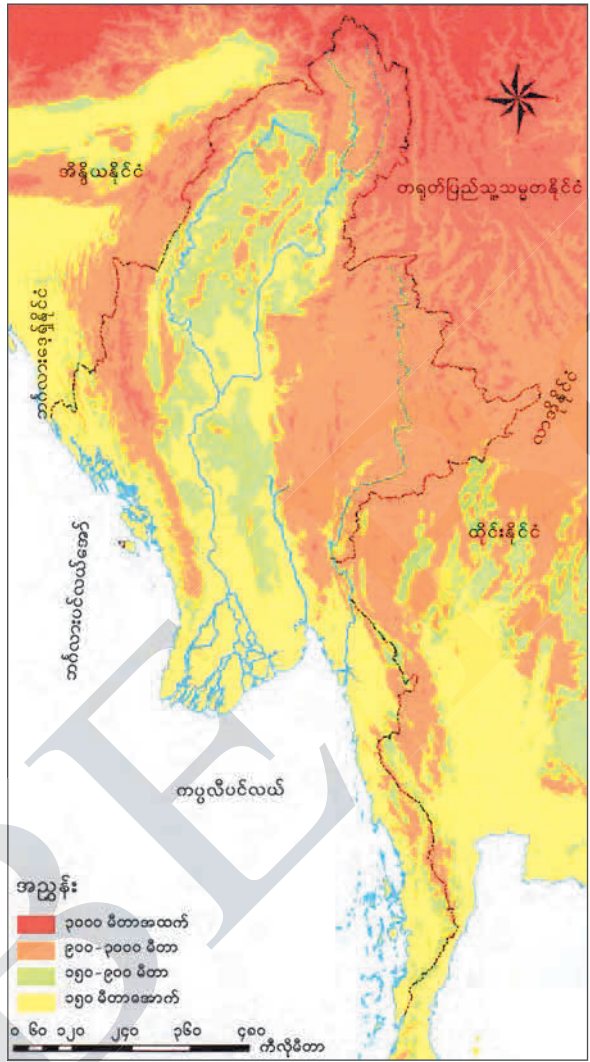 အိန္ဒိယနိုင်ငံ
တရုတ်ပြည်သူ့သမ္မတနိုင်ငံ
ဘင်္ဂလားဒေ့ရှ်နိုင်ငံ
လာအိုနိုင်ငံ
ထိုင်းနိုင်ငံ
ဘင်္ဂလားပင်လယ်အော်
ကပ္ပလီပင်လယ်
အညွှန်း
၃၀၀၀ မီတာအထက်
၉၀၀-၃၀၀၀ မီတာ
၁၅၀-၉၀၀ မီတာ
၁၅၀ မီတာအောက်
၀ ၆၀ ၁၂၀ ၂၄၀ ၃၆၀ ၄၈၀
ကီလိုမီတာ